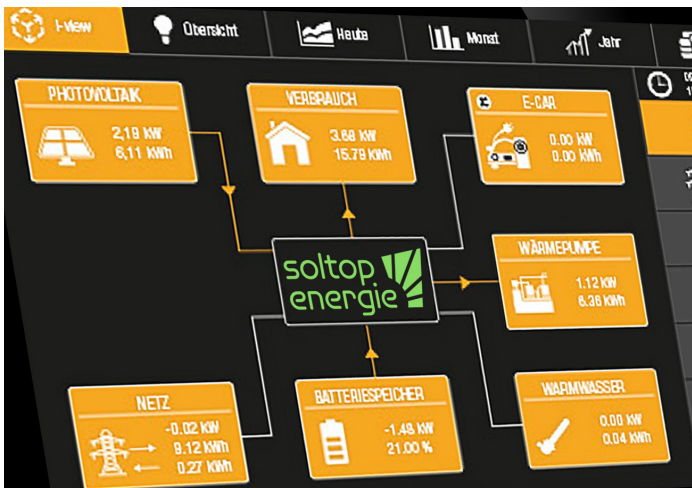 I-view
Übersicht
Heute
Monat
Jahr
PHOTOVOLTAIK
2,19 kW
6,11 kWh
VERBRAUCH
3.68 kW
15.79 kWh
E-CAR
0.00 kW
0.00 kWh
soltop
energie
WÄRMEPUMPE
1.12 kW
6.36 kWh
NETZ
-0.02 kW
9.12 kWh
0.27 kWh
BATTERIESPEICHER
-1.48 kW
21.00 %
WARMWASSER
0.00 kW
0.04 kWh